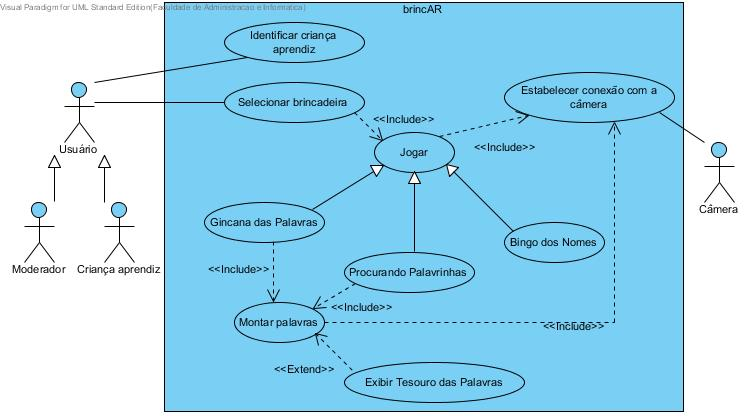 Visual Paradigm for UML Standard Edition(Faculdade de Administracao e Informatica)
brincAR
Identificar criança
aprendiz
Selecionar brincadeira
Estabelecer conexão com a
câmera
<<Include>>
<<Include>>
Jogar
Usuário
Câmera
Gincana das Palavras
Bingo dos Nomes
Moderador
Criança aprendiz
<<Include>>
Procurando Palavrinhas
<<Include>>
Montar palavras
<<Include>>
<<Extend>>
Exibir Tesouro das Palavras